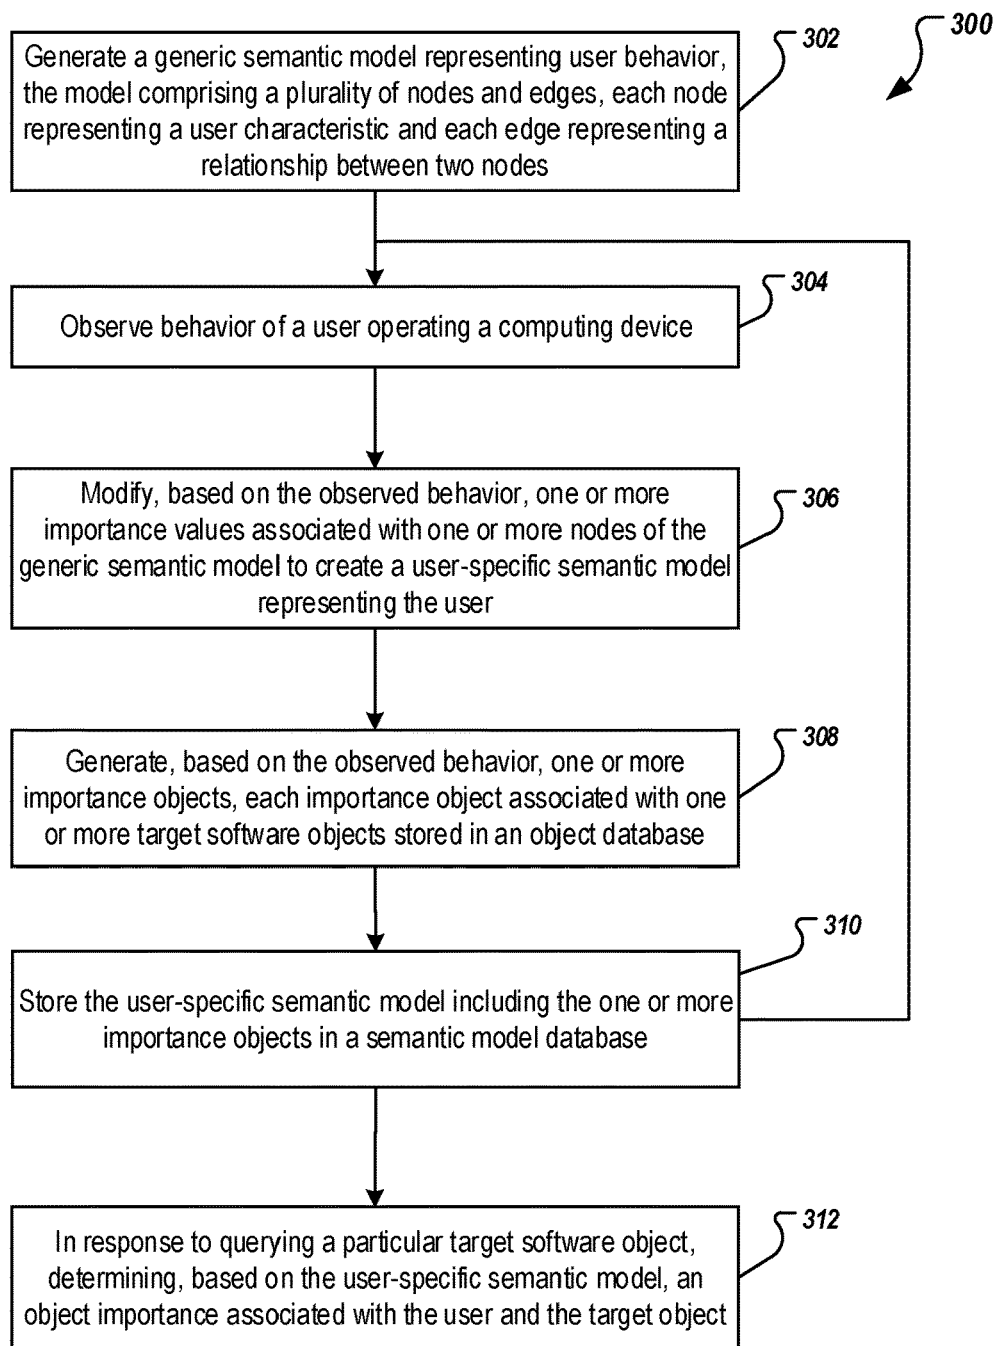 300
302
Generate a generic semantic model representing user behavior,
the model comprising a plurality of nodes and edges, each node
representing a user characteristic and each edge representing a
relationship between two nodes
304
Observe behavior of a user operating a computing device
306
Modify, based on the observed behavior, one or more
importance values associated with one or more nodes of the
generic semantic model to create a user-specific semantic model
representing the user
308
Generate, based on the observed behavior, one or more
importance objects, each importance object associated with one
or more target software objects stored in an object database
310
Store the user-specific semantic model including the one or more
importance objects in a semantic model database
312
In response to querying a particular target software object,
determining, based on the user-specific semantic model, an
object importance associated with the user and the target object